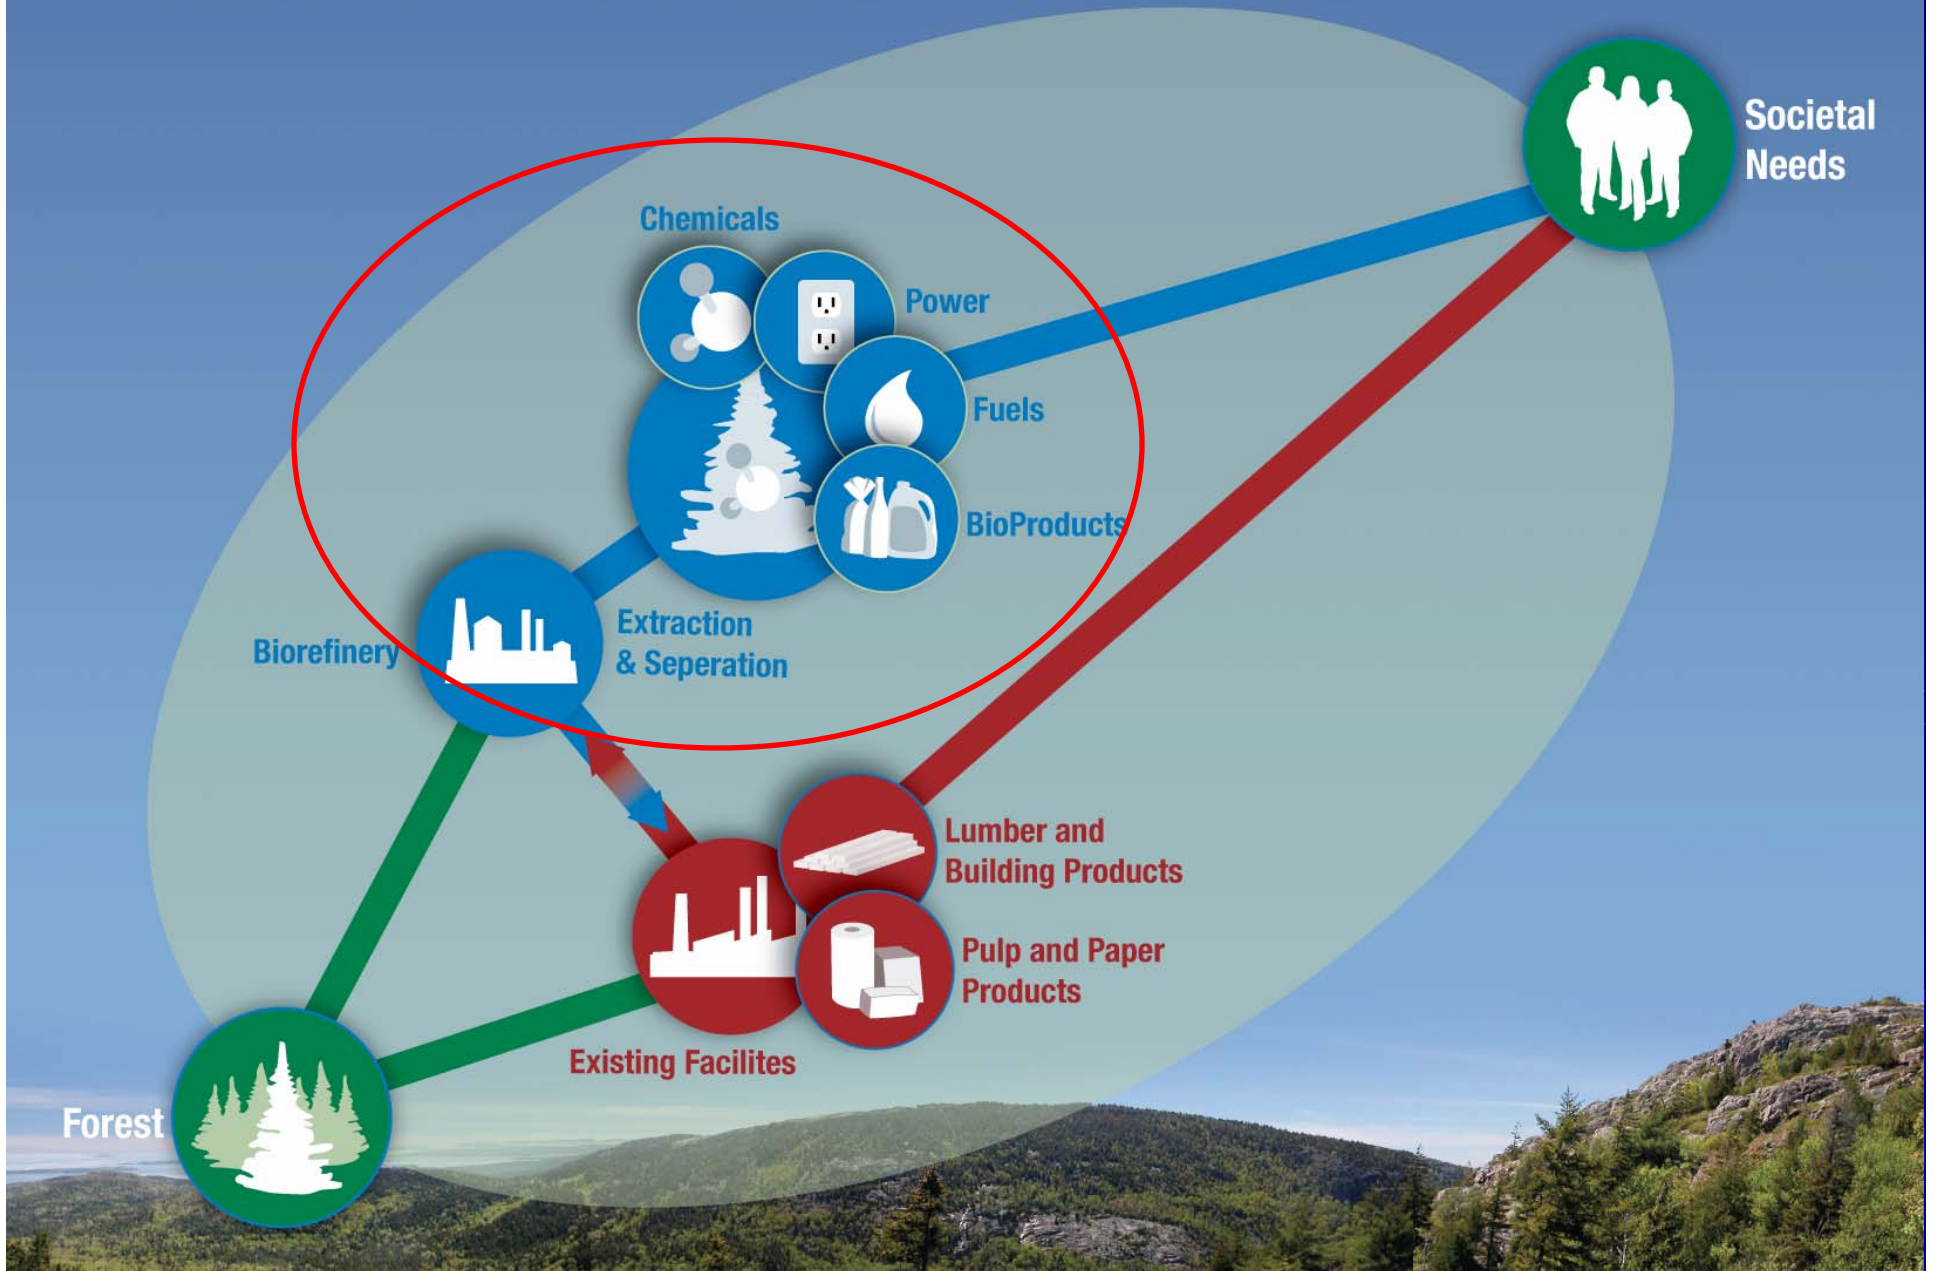 Societal
Needs
Chemicals
Power
Fuels
BioProducts
Extraction
& Seperation
Biorefinery
Lumber and
Building Products
Pulp and Paper
Products
Existing Facilites
Forest